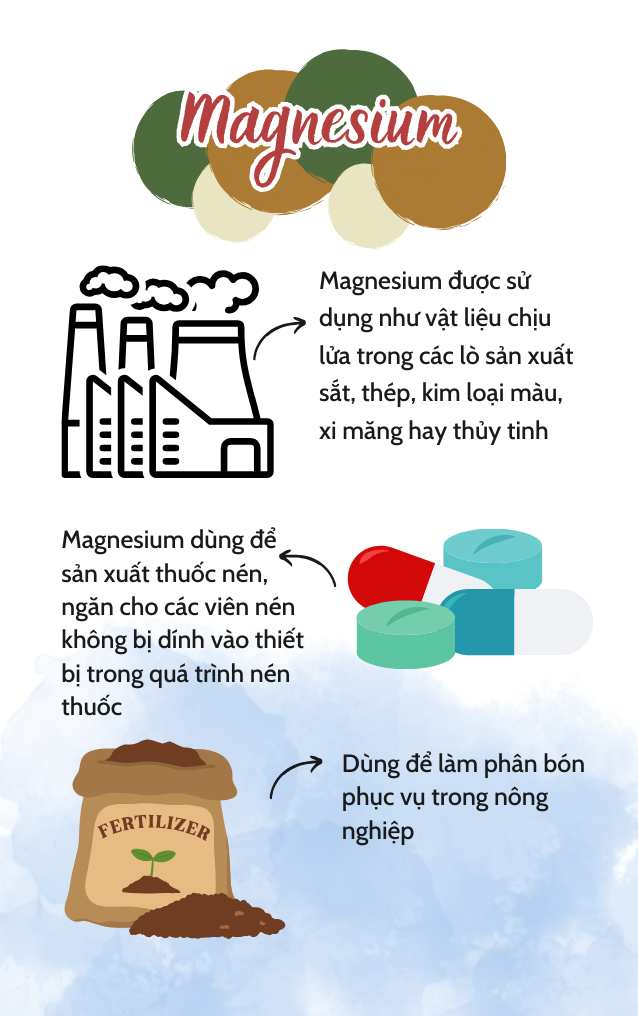 Magnesium
Magnesium được sử
dụng như vật liệu chịu
lửa trong các lò sản xuất
sắt, thép, kim loại màu,
xi măng hay thủy tinh
Magnesium dùng để
sản xuất thuốc nén,
ngăn cho các viên nén
không bị dính vào thiết
bị trong quá trình nén
thuốc
FERTILIZER
Dùng để làm phân bón
phục vụ trong nông
nghiệp